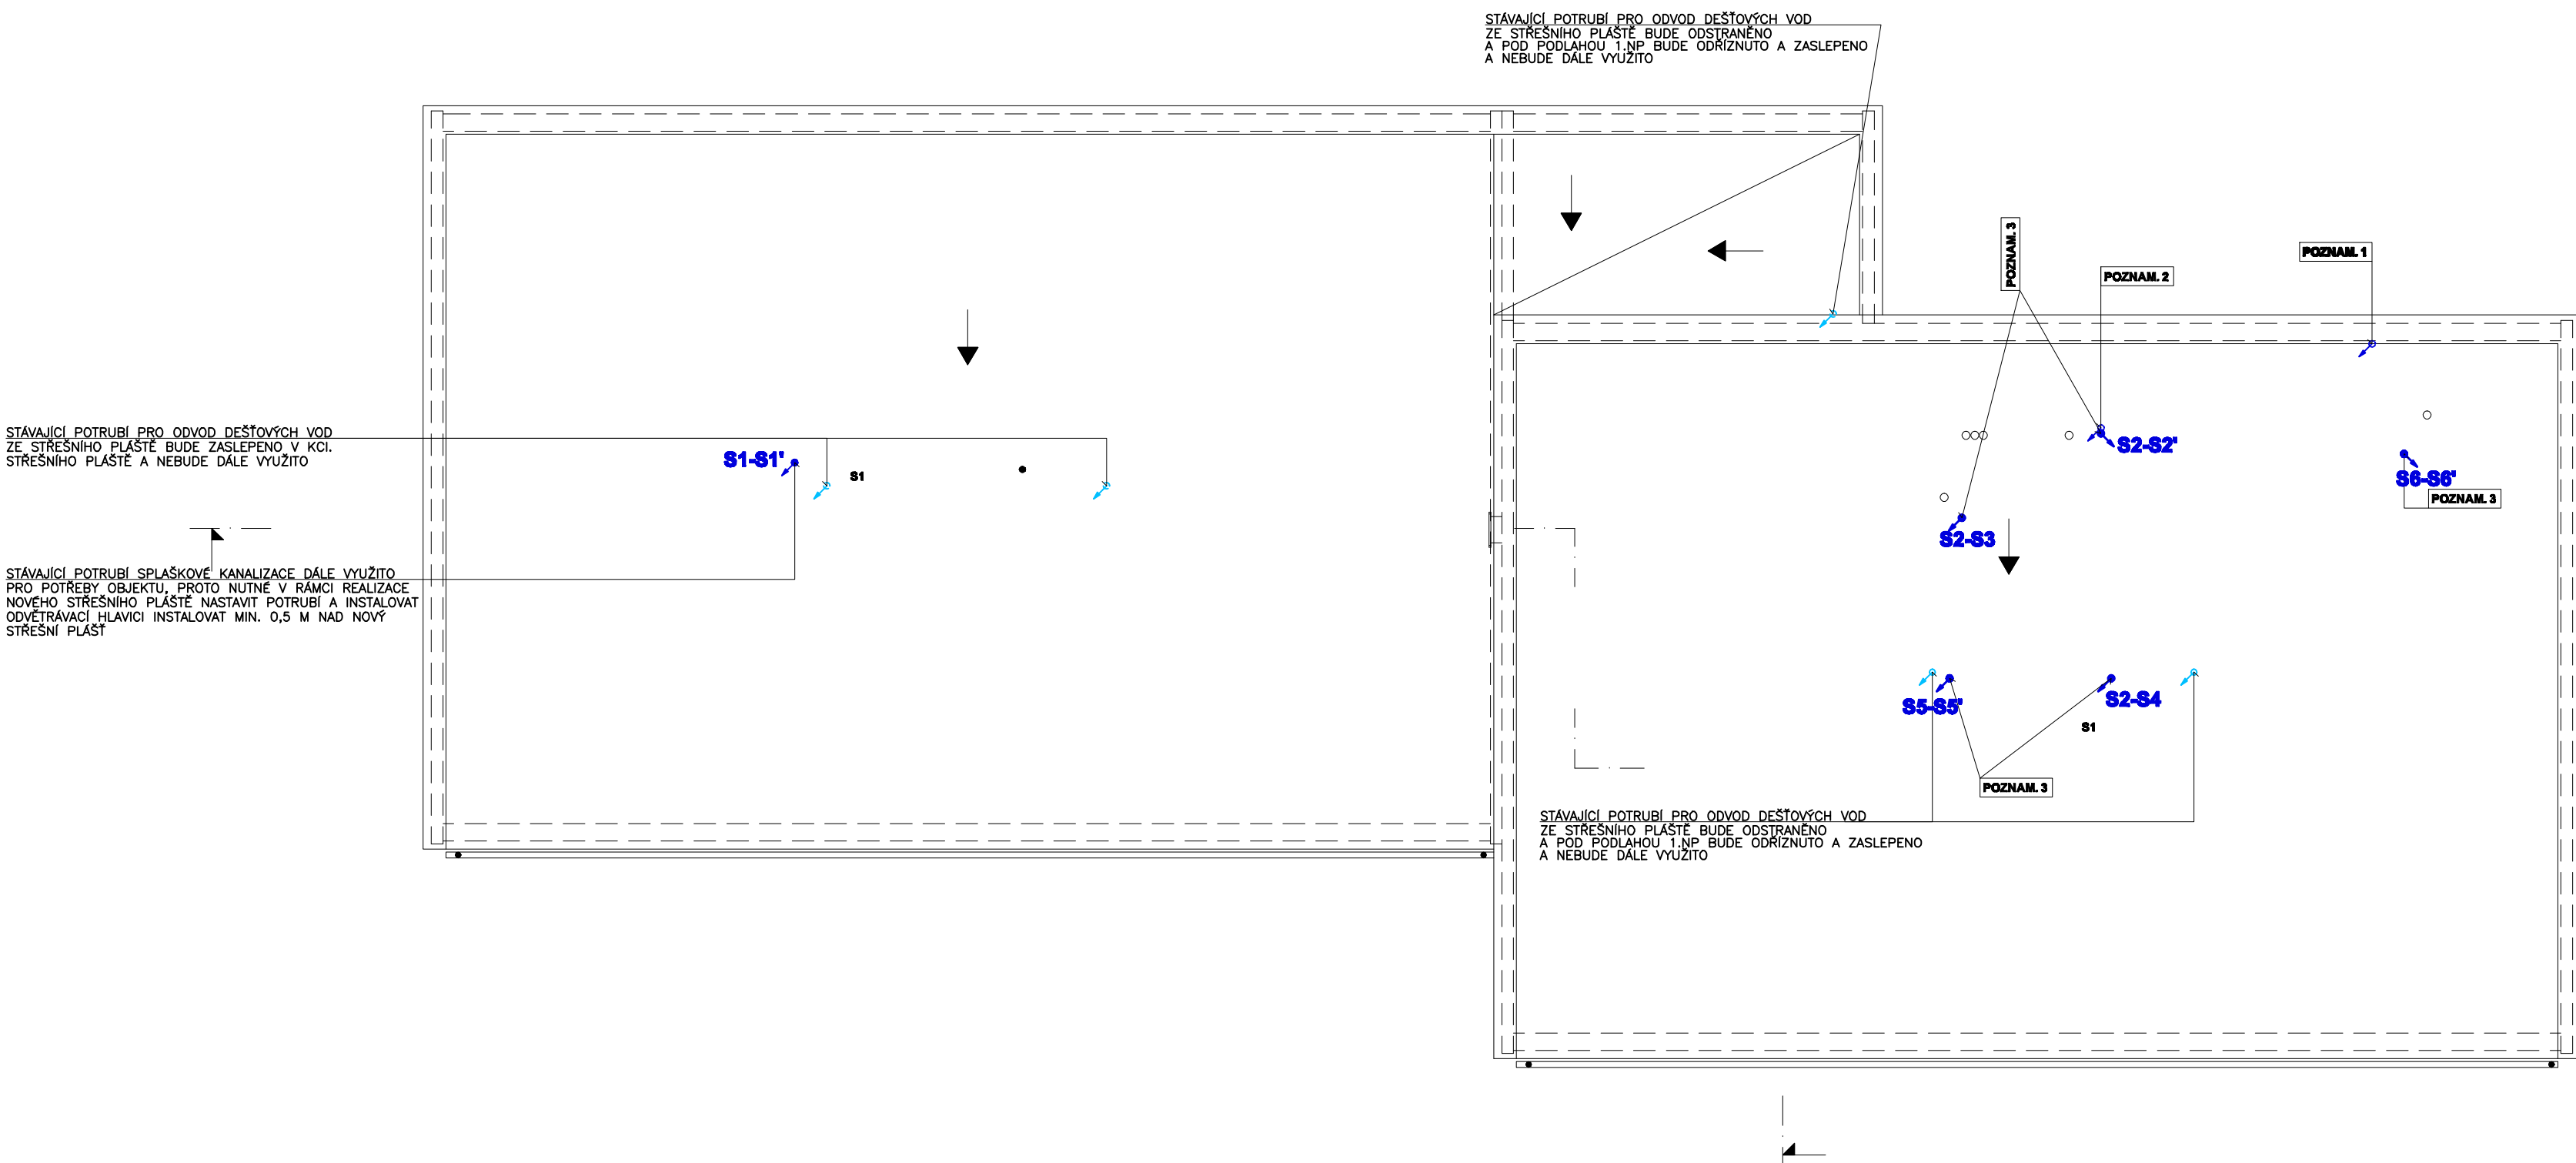 STÁVAJÍCÍ POTRUBÍ PRO ODVOD DEŠŤOVÝCH VOD
ZE STŘEŠNÍHO PLÁŠTĚ BUDE ODSTRANĚNO
A POD PODLAHOU 1.NP BUDE ODŘÍZNUTO A ZASLEPENO
A NEBUDE DÁLE VYUŽITO
POZNAM. 3
POZNAM. 1
POZNAM. 2
STÁVAJÍCÍ POTRUBÍ PRO ODVOD DEŠŤOVÝCH VOD
ZE STŘEŠNÍHO PLÁŠTĚ BUDE ZASLEPENO V KCI.
STŘEŠNÍHO PLÁŠTĚ A NEBUDE DÁLE VYUŽITO
S1-S1'
S1
S2-S2'
S6-S6'
POZNAM. 3
S2-S3
STÁVAJÍCÍ POTRUBÍ SPLAŠKOVÉ KANALIZACE DÁLE VYUŽITO
PRO POTŘEBY OBJEKTU, PROTO NUTNÉ V RÁMCI REALIZACE
NOVÉHO STŘEŠNÍHO PLÁŠTĚ NASTAVIT POTRUBÍ A INSTALOVAT
ODVĚTRÁVACÍ HLAVICI INSTALOVAT MIN. 0,5 M NAD NOVÝ
STŘEŠNÍ PLÁŠŤ
S5-S5'
S2-S4
S1
POZNAM. 3
STÁVAJÍCÍ POTRUBÍ PRO ODVOD DEŠŤOVÝCH VOD
ZE STŘEŠNÍHO PLÁŠTĚ BUDE ODSTRANĚNO
A POD PODLAHOU 1.NP BUDE ODŘÍZNUTO A ZASLEPENO
A NEBUDE DÁLE VYUŽITO